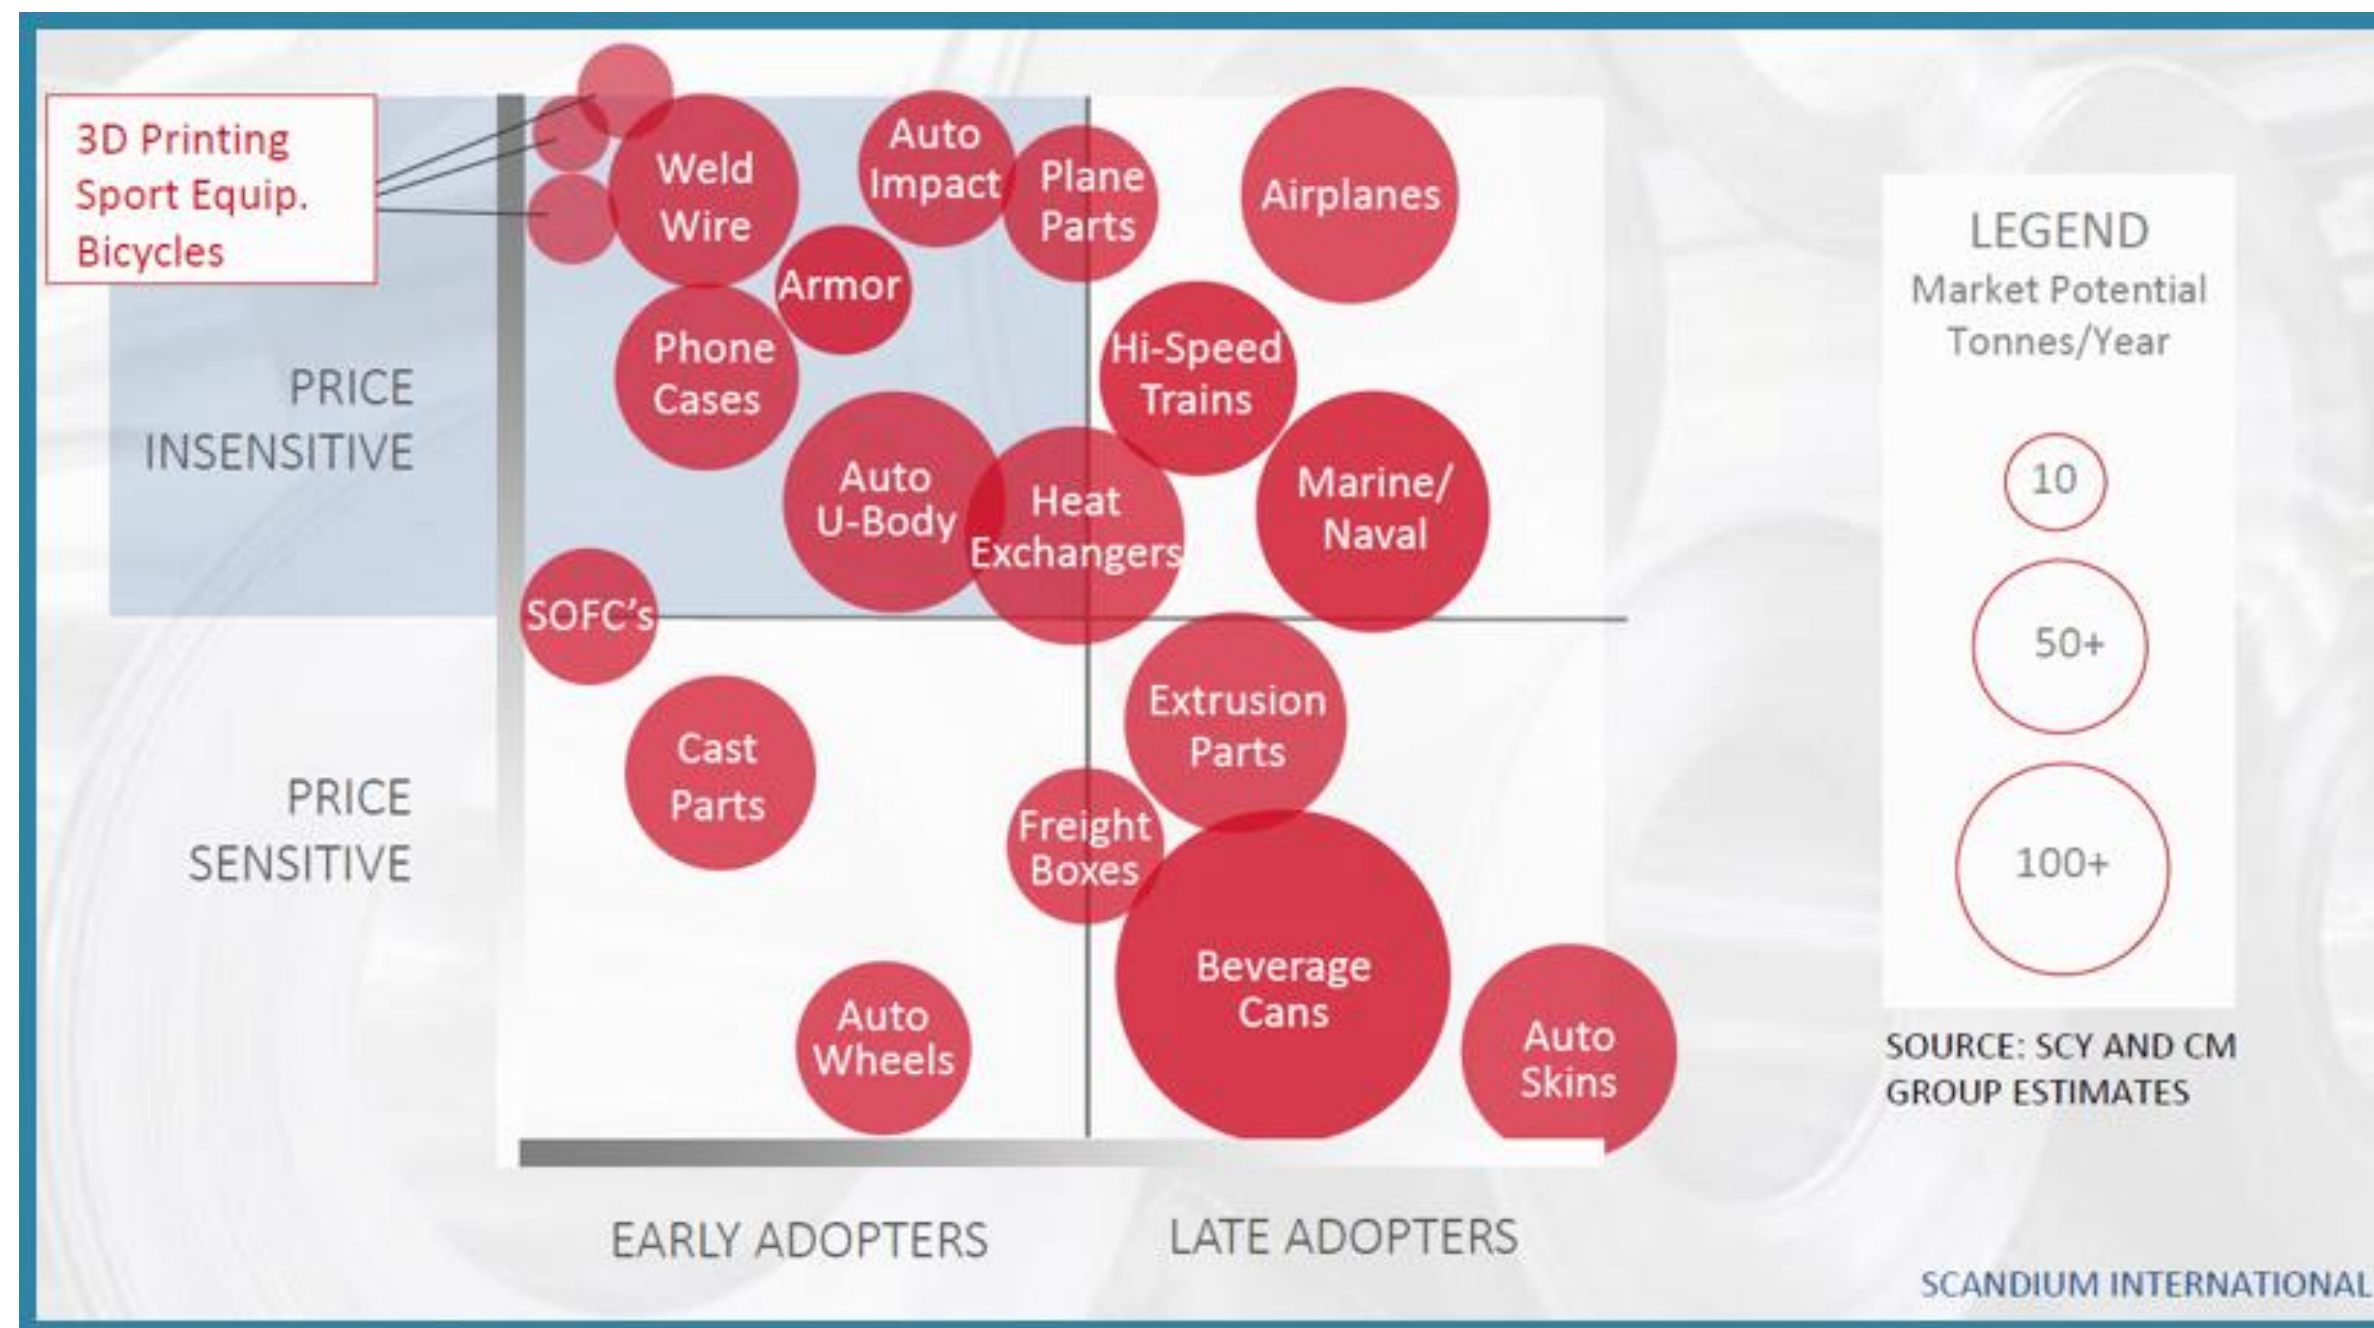 3D Printing
Sport Equip.
Bicycles
Weld
Wire
Auto
Impact
Plane
Parts
Airplanes
Armor
Phone
Cases
Hi-Speed
Trains
Auto
U-Body
Heat
Exchangers
Marine/
Naval
PRICE
INSENSITIVE
SOFC's
Cast
Parts
Extrusion
Parts
PRICE
SENSITIVE
Freight
Boxes
Beverage
Cans
Auto
Wheels
Auto
Skins
EARLY ADOPTERS
LATE ADOPTERS
LEGEND
Market Potential
Tonnes/Year
10
50+
100+
SOURCE: SCY AND CM
GROUP ESTIMATES
SCANDIUM INTERNATIONAL